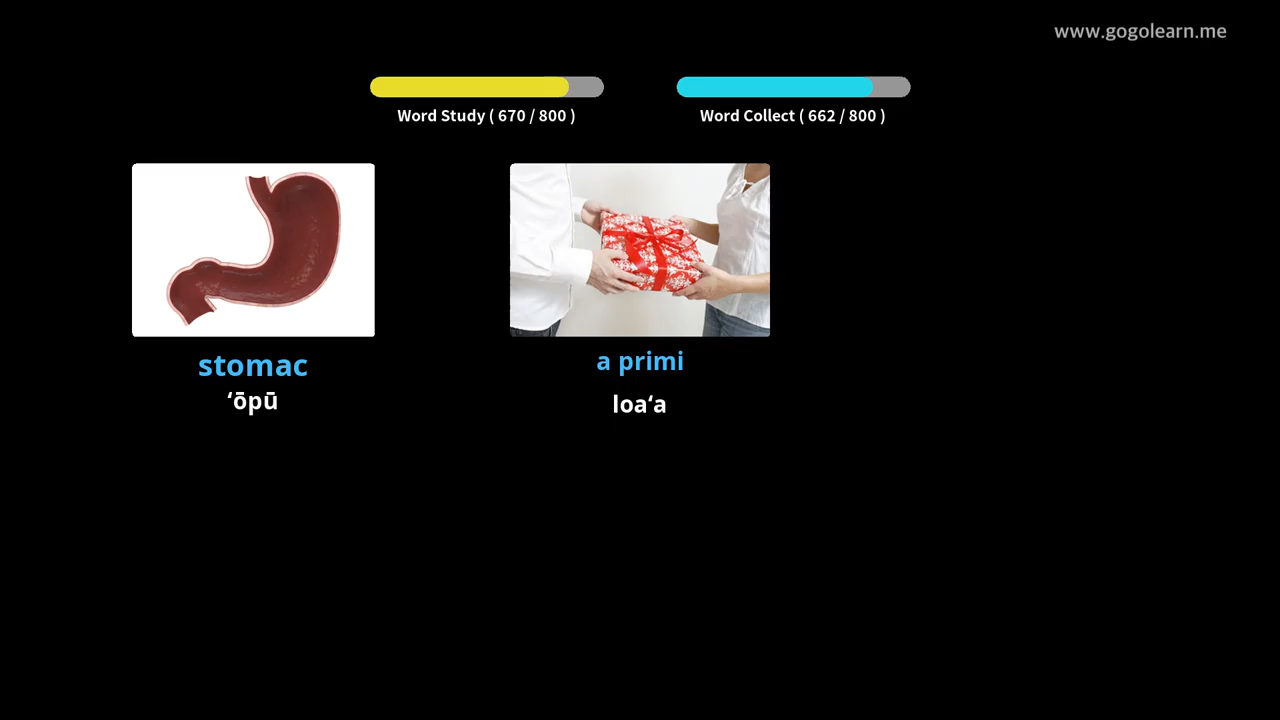 www.gogolearn.me
Word Study ( 670 / 800 )
Word Collect ( 662 / 800 )
stomac
ʻōpū
a primi
loaʻa